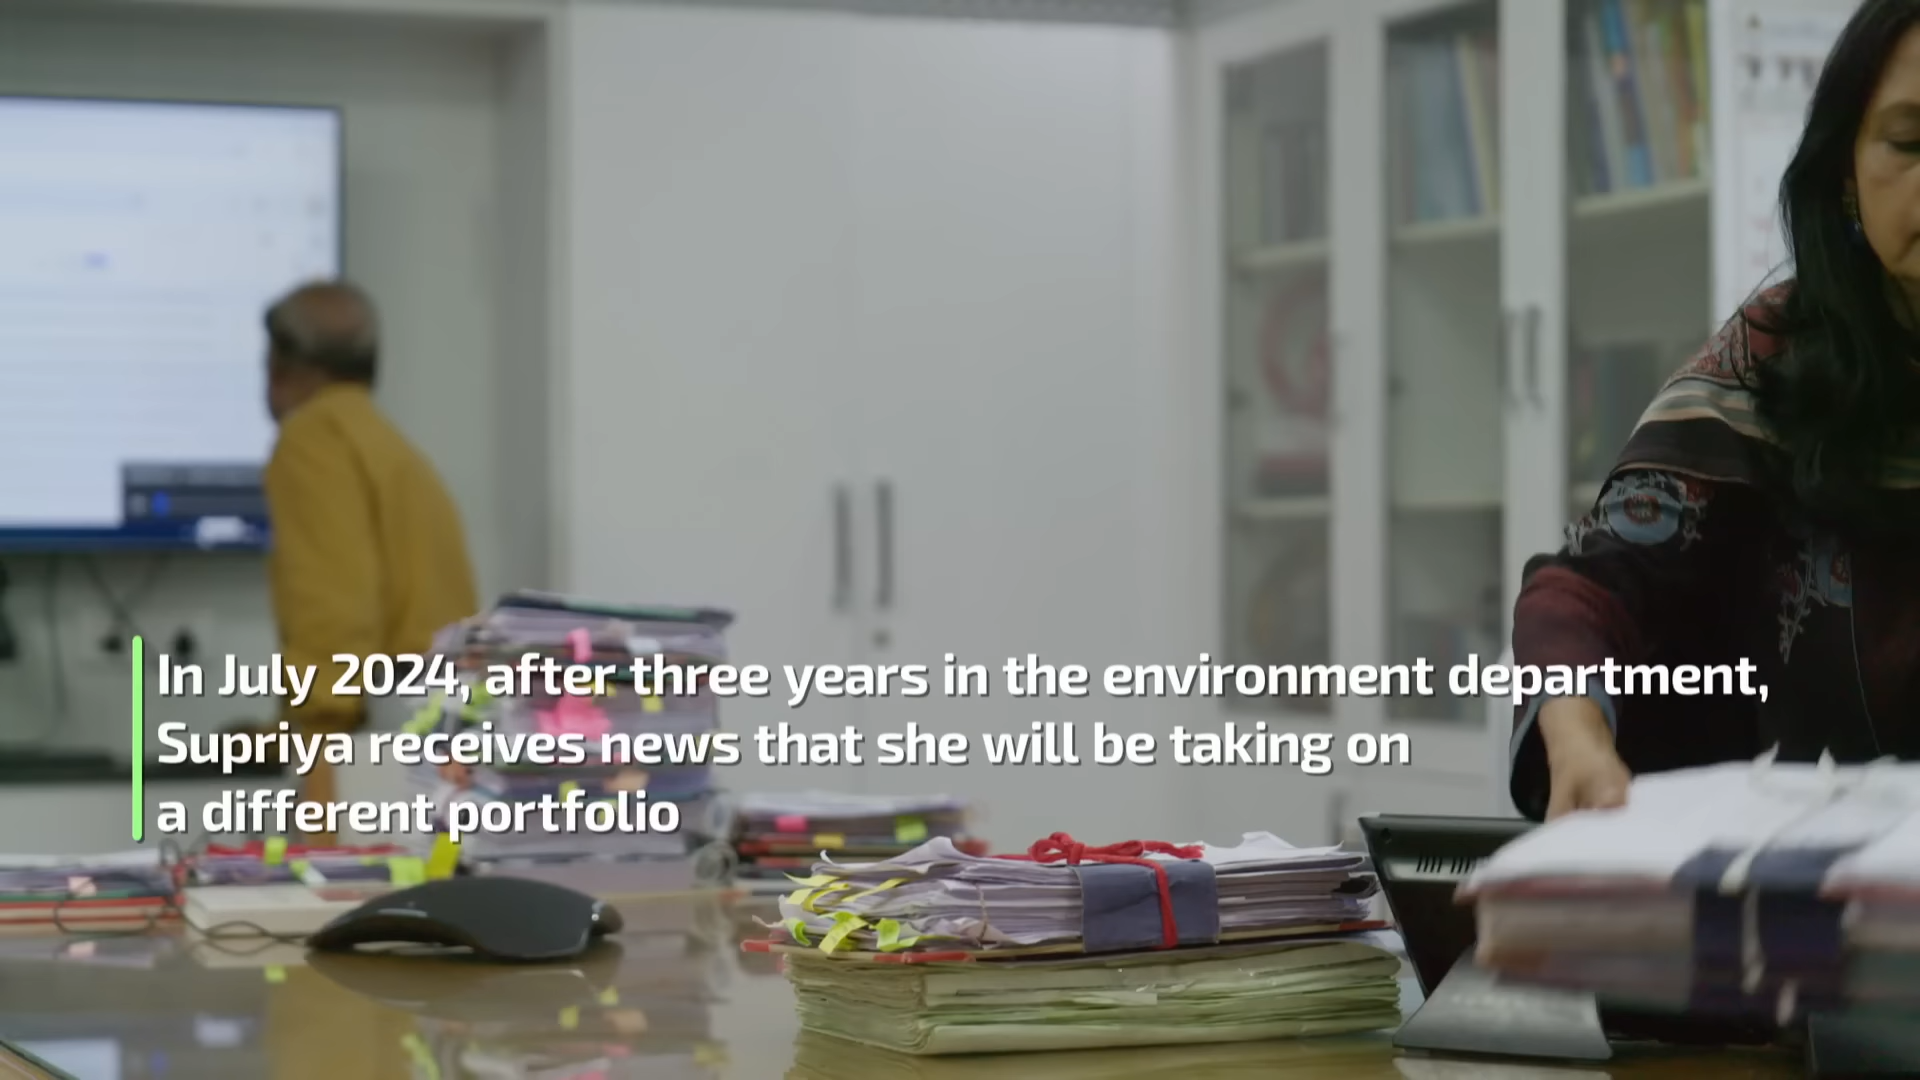 In July 2024, after three years in the environment department,
Supriya receives news that she will be taking on
a different portfolio